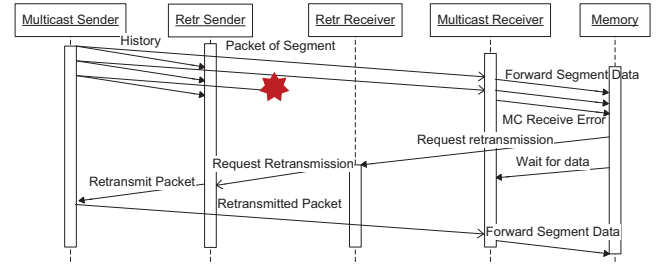 Multicast Sender
Retr Sender
Retr Receiver
Multicast Receiver
Memory
History
Packet of Segment
Forward Segment Data
MC Receive Error
Request retransmission
Request Retransmission
Wait for data
Retransmit Packet
Retransmitted Packet
Forward Segment Data